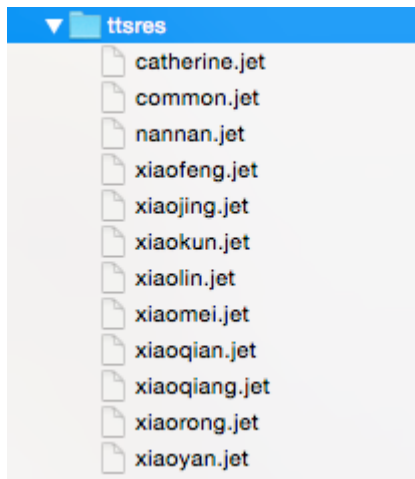 ttsres
catherine.jet
common.jet
nannan.jet
xiaofeng.jet
xiaojing.jet
xiaokun.jet
xiaolin.jet
xiaomei.jet
xiaoqian.jet
xiaoqiang.jet
xiaorong.jet
xiaoyan.jet